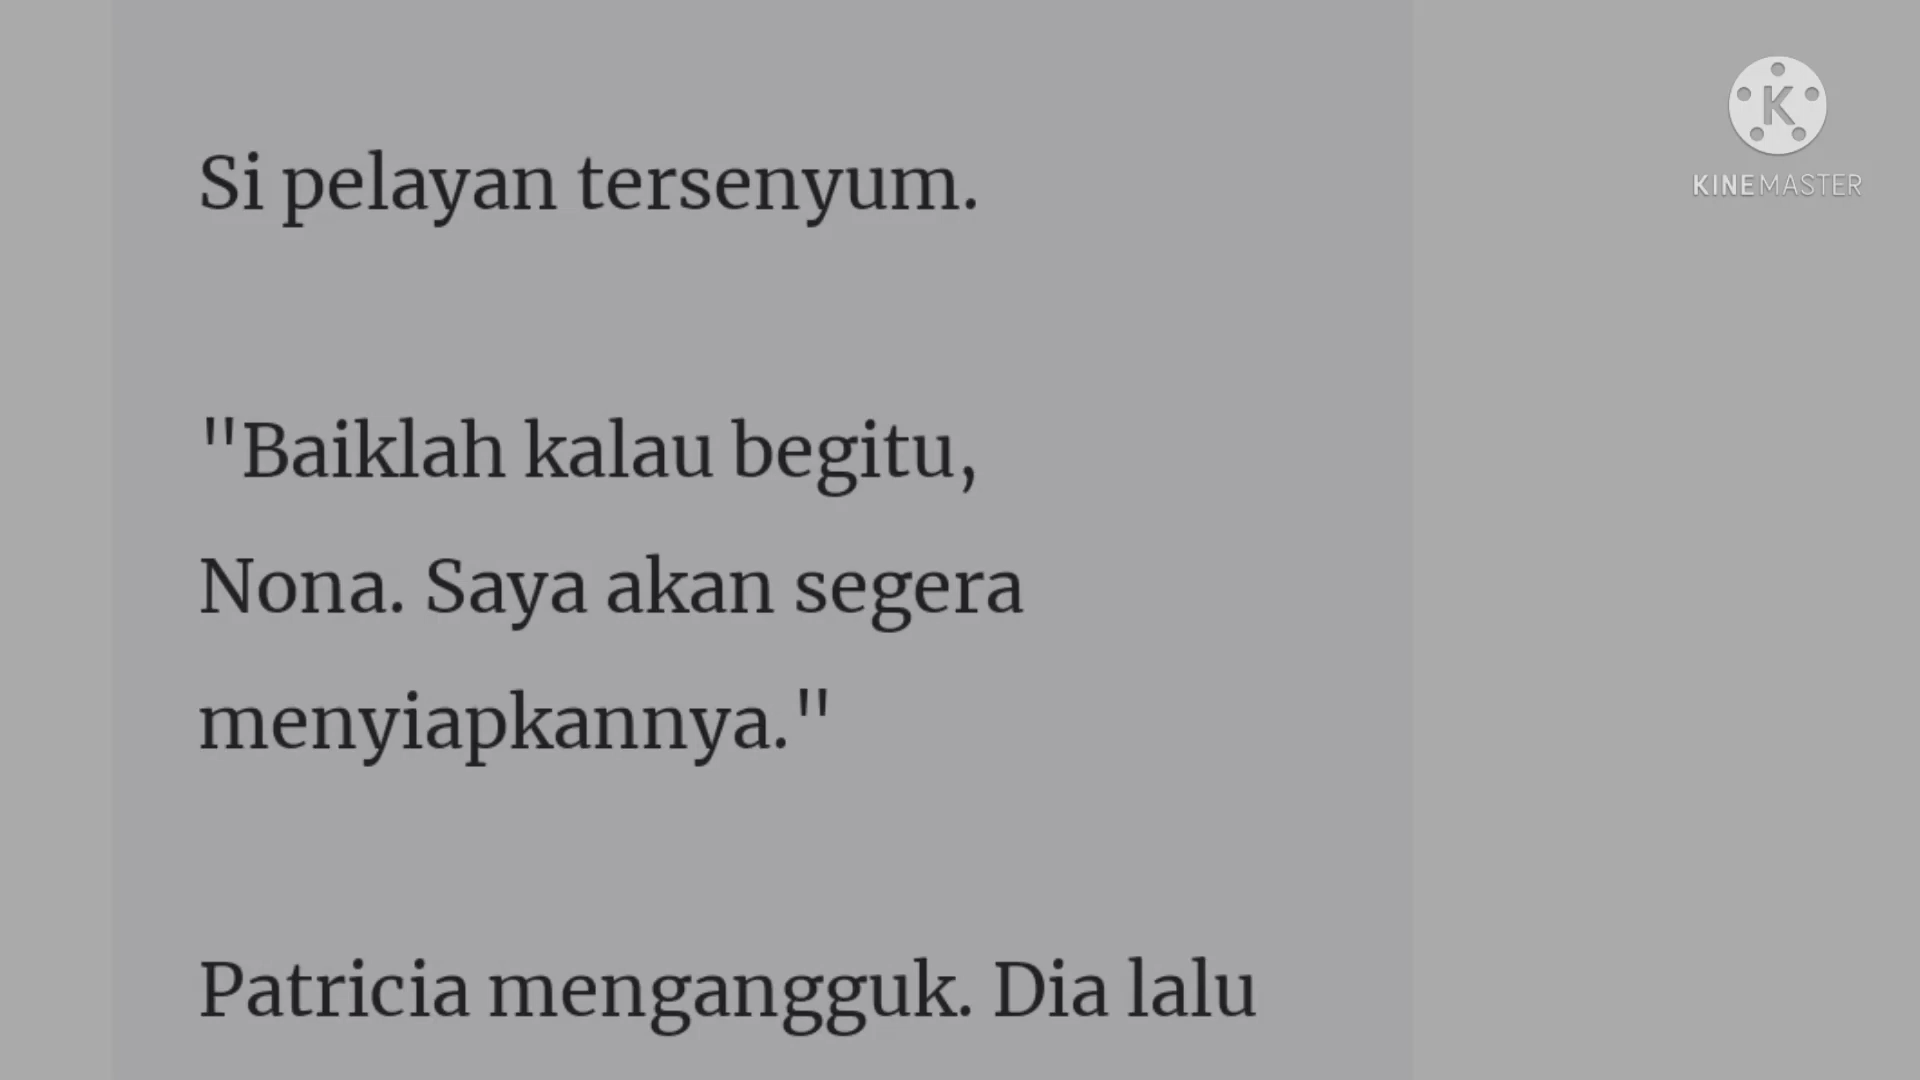 KINEMASTER
Si pelayan tersenyum.
"Baiklah kalau begitu,
Nona. Saya akan segera
menyiapkannya."
Patricia mengangguk. Dia lalu